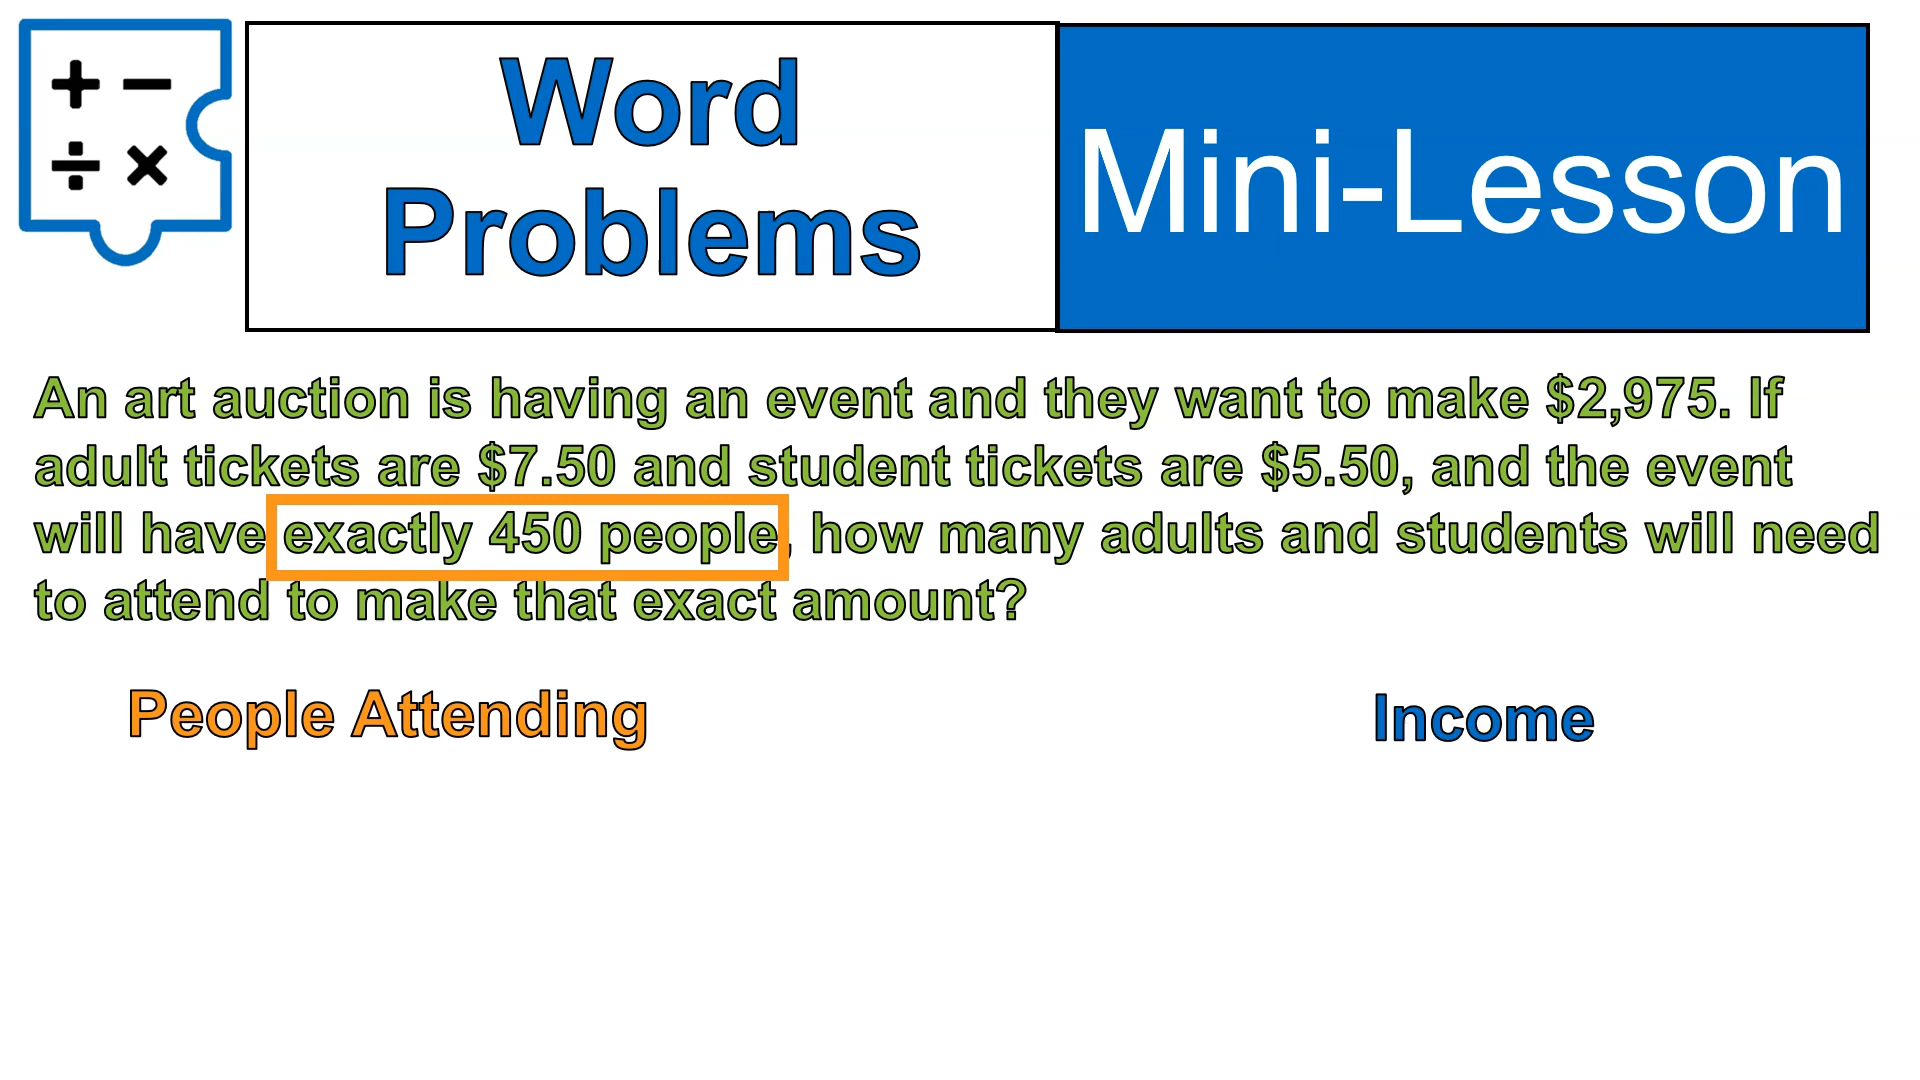 + −
÷ ×
Word
Problems
Mini-Lesson
An art auction is having an event and they want to make $2,975. If
adult tickets are $7.50 and student tickets are $5.50, and the event
will have exactly 450 people, how many adults and students will need
to attend to make that exact amount?
People Attending
Income